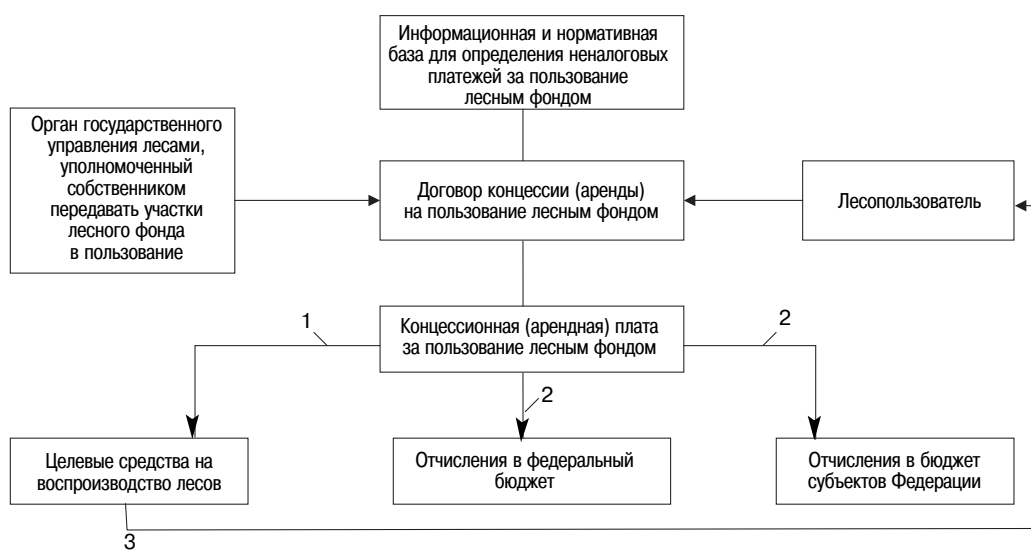 Информационная и нормативная
база для определения неналоговых
платежей за пользование
лесным фондом
Орган государственного
управления лесами,
уполномоченный
собственником
передавать участки
лесного фонда
в пользование
Договор концессии (аренды)
на пользование лесным фондом
Лесопользователь
Концессионная (арендная) плата
за пользование лесным фондом
1
2
2
Целевые средства на
воспроизводство лесов
Отчисления в федеральный
бюджет
Отчисления в бюджет
субъектов Федерации
3